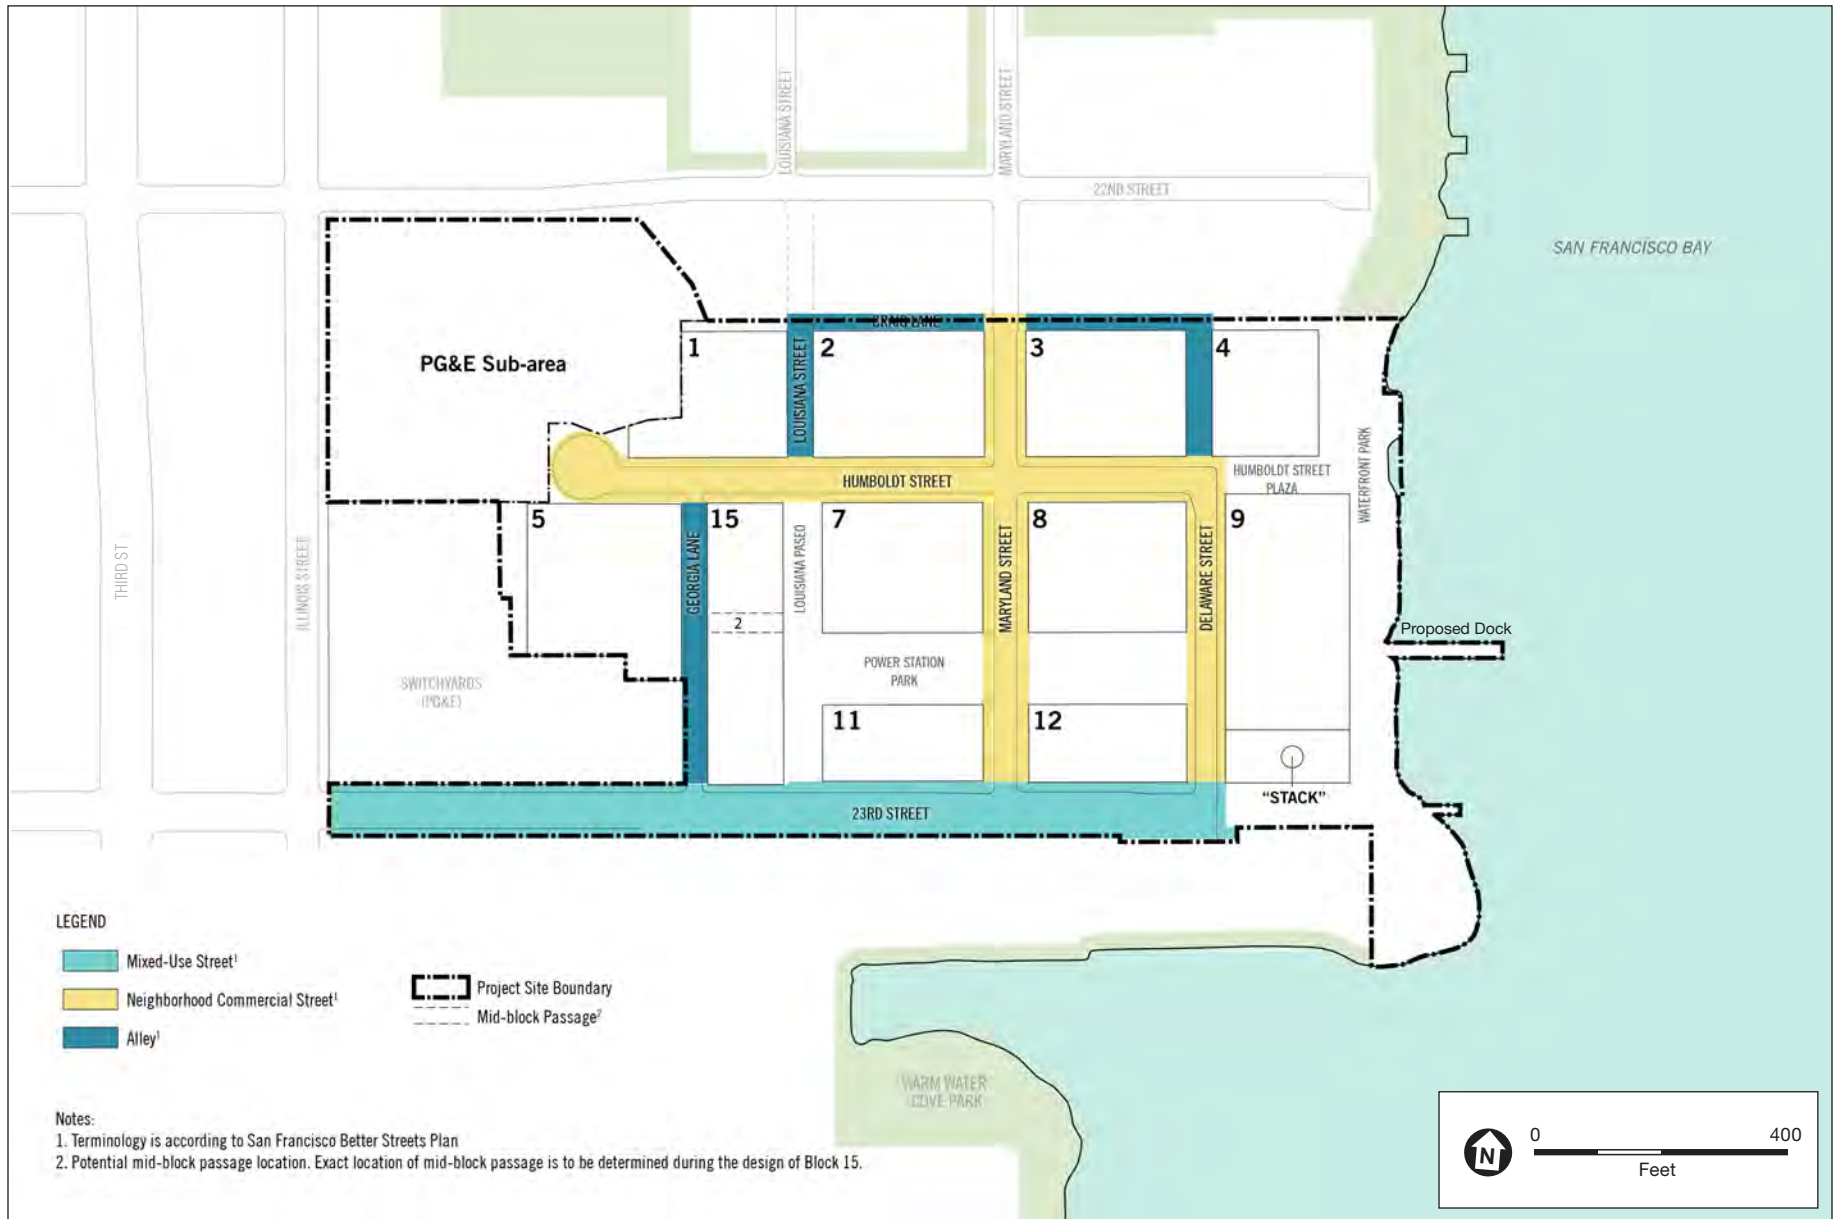 LOUISIANA STREET
MARYLAND STREET
22ND STREET
SAN FRANCISCO BAY
CRAIG LANE
1
2
3
4
PG&E Sub-area
LOUISIANA STREET
HUMBOLDT STREET
HUMBOLDT STREET
PLAZA
WATERFRONT PARK
THIRD ST
ILLINOIS STREET
5
15
7
8
9
GEORGIA LANE
LOUISIANA PASEO
MARYLAND STREET
DELAWARE STREET
2
Proposed Dock
POWER STATION
PARK
SWITCHYARDS
(PG&E)
11
12
“STACK”
23RD STREET
LEGEND
Mixed-Use Street¹
Neighborhood Commercial Street¹
Alley¹
Project Site Boundary
Mid-block Passage²
WARM WATER
COVE PARK
Notes:
1. Terminology is according to San Francisco Better Streets Plan
2. Potential mid-block passage location. Exact location of mid-block passage is to be determined during the design of Block 15.
N
0 400
Feet